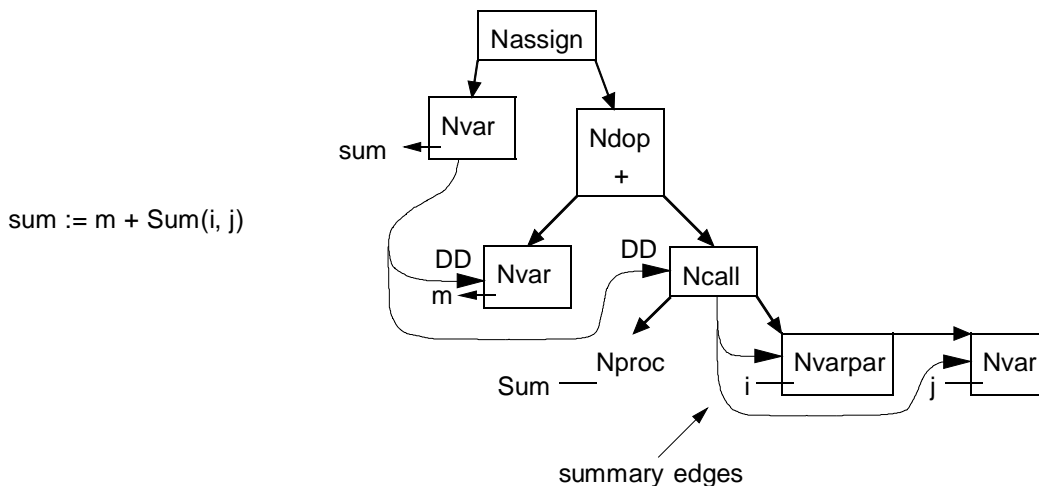 Nassign
Nvar
sum
Ndop
+
sum := m + Sum(i, j)
DD
Nvar
m
DD
Ncall
Nproc
Sum
Nvarpar
i
Nvar
j
summary edges